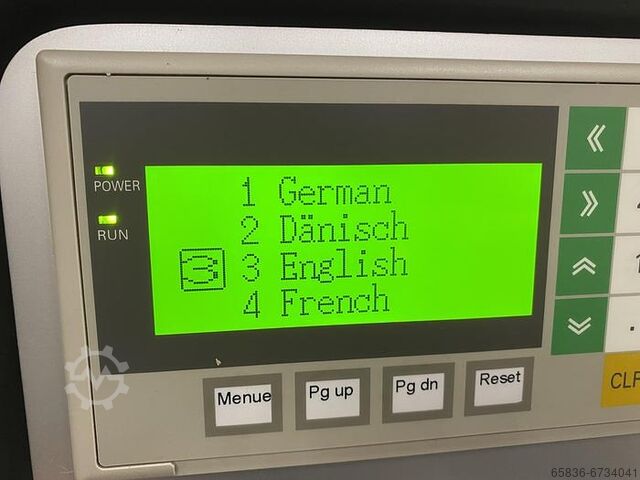 POWER
RUN
1 German
2 Dänisch
3 3 English
4 French
Menue
Pg up
Pg dn
Reset
65836-6734041